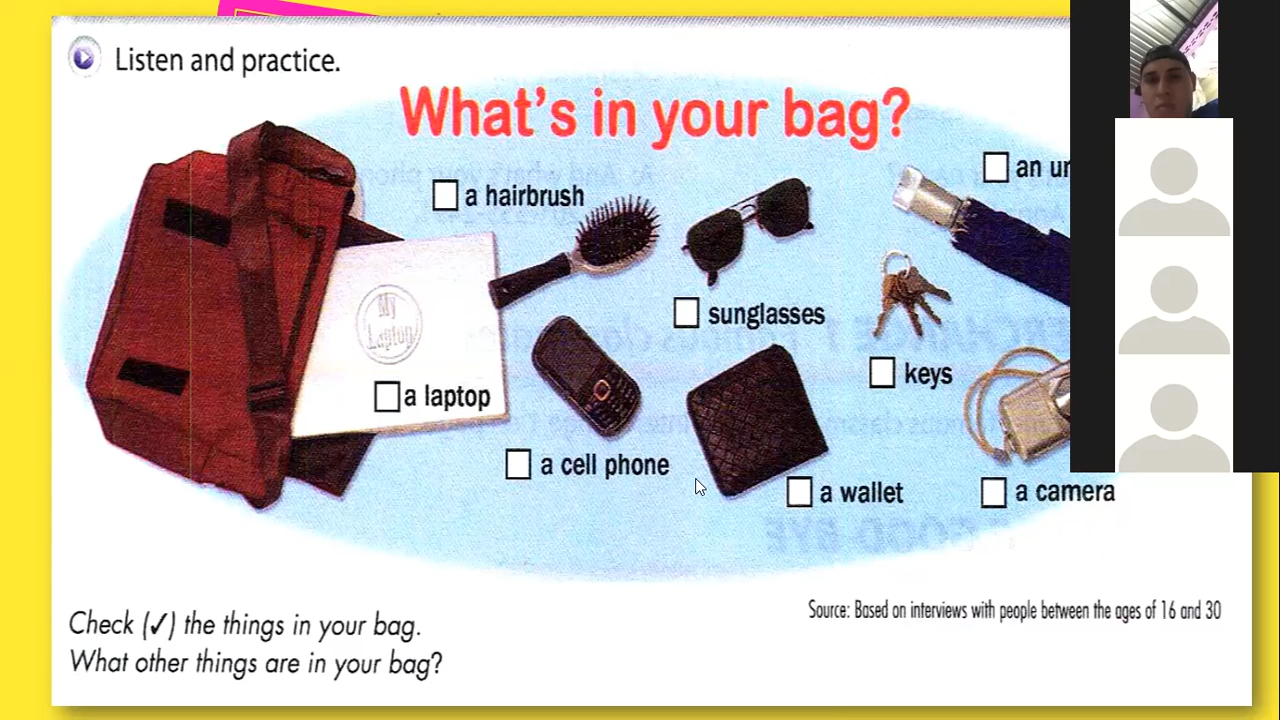 Listen and practice.
What's in your bag?
a hairbrush
an
My
Laptop
a laptop
sunglasses
keys
a cell phone
a wallet
a camera
Check (✓) the things in your bag.
What other things are in your bag?
Source: Based on interviews with people between the ages of 16 and 30